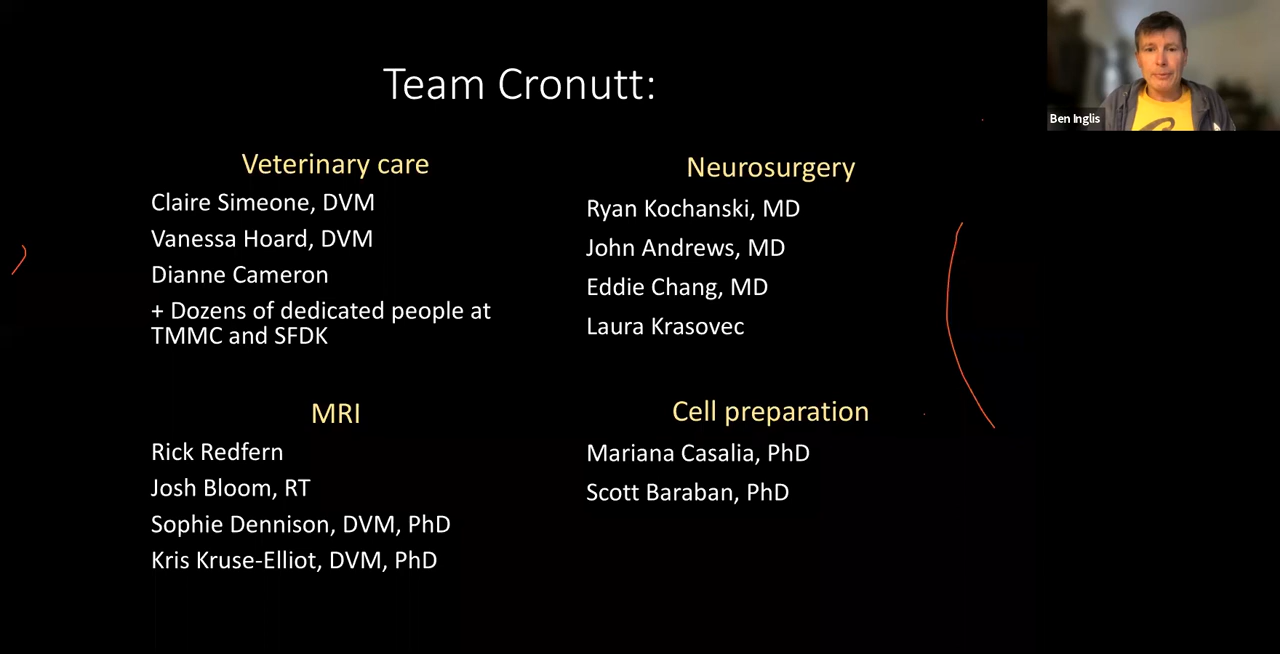 Team Cronutt:
Ben Inglis
Veterinary care
Claire Simeone, DVM
Vanessa Hoard, DVM
Dianne Cameron
+ Dozens of dedicated people at
TMMC and SFDK
Neurosurgery
Ryan Kochanski, MD
John Andrews, MD
Eddie Chang, MD
Laura Krasovec
MRI
Rick Redfern
Josh Bloom, RT
Sophie Dennison, DVM, PhD
Kris Kruse-Elliot, DVM, PhD
Cell preparation
Mariana Casalia, PhD
Scott Baraban, PhD